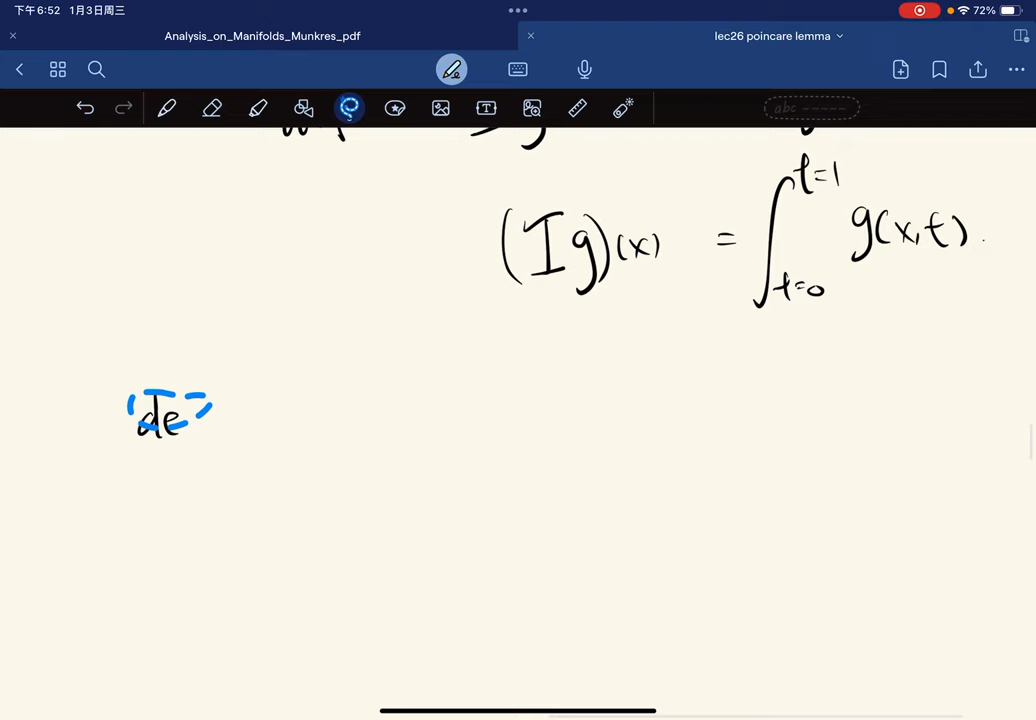 下午6:52 1月3日周三
72%
Analysis_on_Manifolds_Munkres_pdf
lec26 poincare lemma
abc
(Ig)(x) = ∫_{t=0}^{t=1} g(x,t).
de